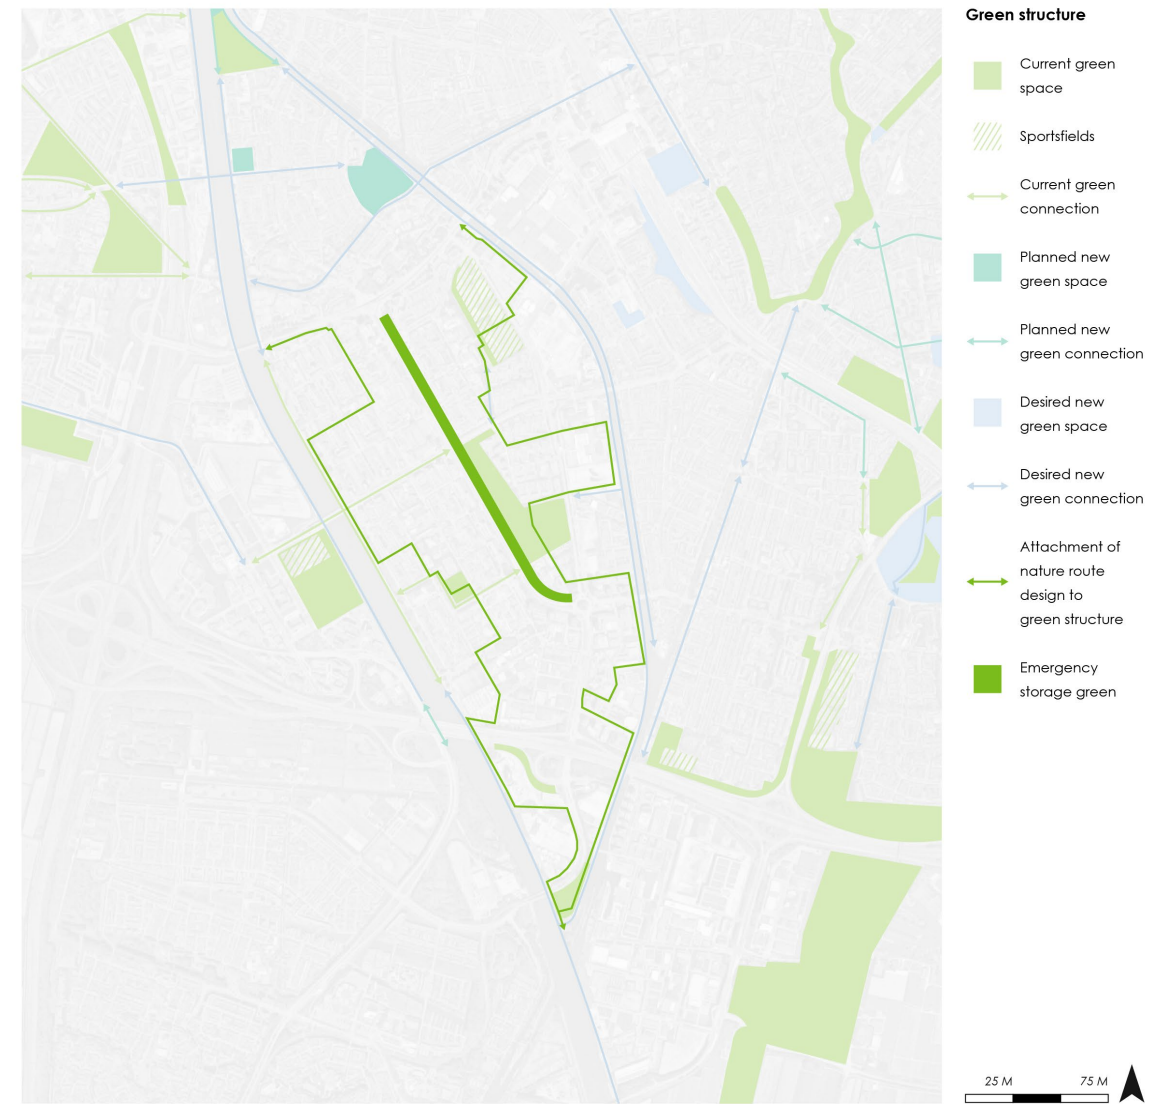 Green structure
Current green
space
Sportsfields
Current green
connection
Planned new
green space
Planned new
green connection
Desired new
green space
Desired new
green connection
Attachment of
nature route
design to
green structure
Emergency
storage green
25 M 75 M